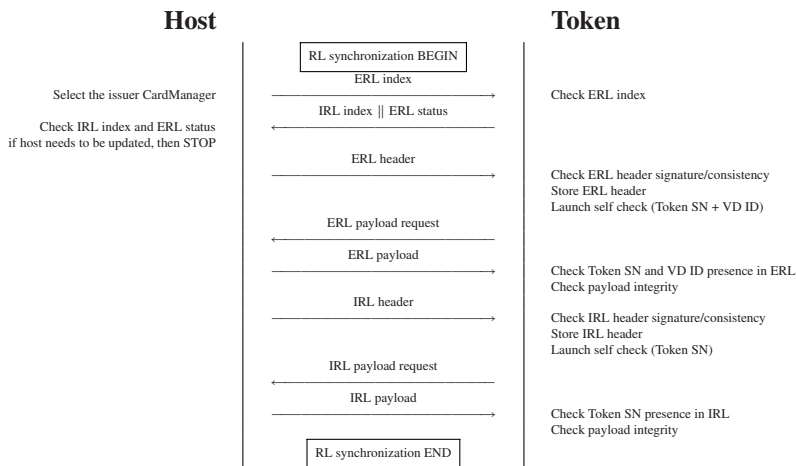 Host
Token
RL synchronization BEGIN
ERL index
Select the issuer CardManager
Check ERL index
IRL index || ERL status
Check IRL index and ERL status
if host needs to be updated, then STOP
ERL header
Check ERL header signature/consistency
Store ERL header
Launch self check (Token SN + VD ID)
ERL payload request
ERL payload
Check Token SN and VD ID presence in ERL
Check payload integrity
IRL header
Check IRL header signature/consistency
Store IRL header
Launch self check (Token SN)
IRL payload request
IRL payload
Check Token SN presence in IRL
Check payload integrity
RL synchronization END